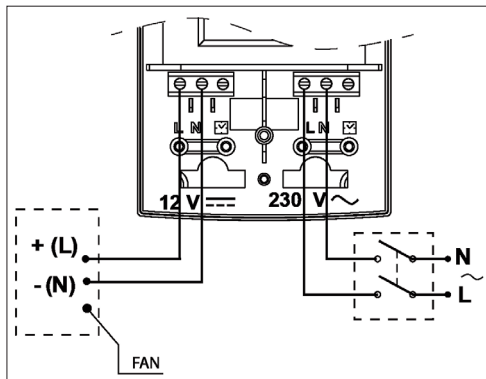 L N L N
12 V 230 V ~
+ (L)
- (N)
N
~
L
FAN